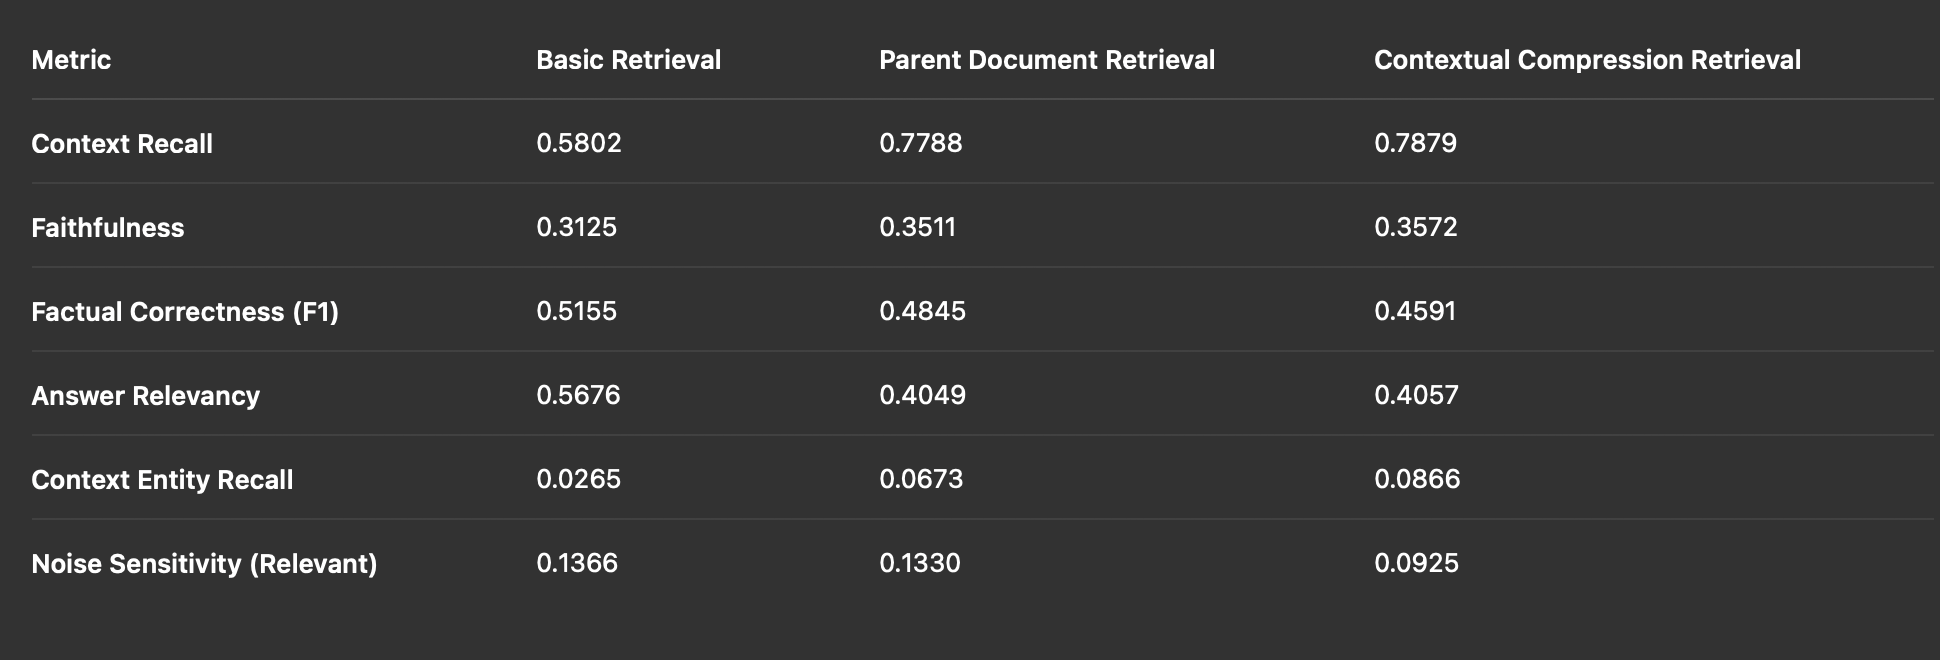 Metric Basic Retrieval Parent Document Retrieval Contextual Compression Retrieval
Context Recall 0.5802 0.7788 0.7879
Faithfulness 0.3125 0.3511 0.3572
Factual Correctness (F1) 0.5155 0.4845 0.4591
Answer Relevancy 0.5676 0.4049 0.4057
Context Entity Recall 0.0265 0.0673 0.0866
Noise Sensitivity (Relevant) 0.1366 0.1330 0.0925